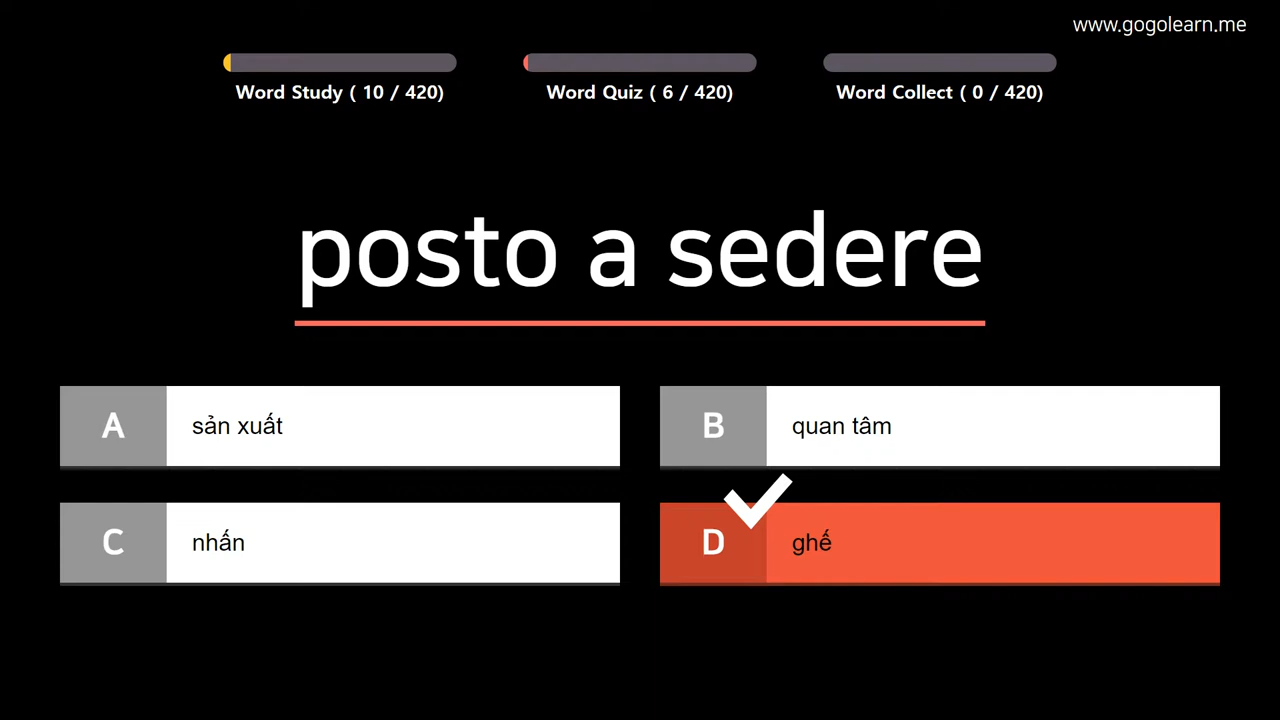 www.gogolearn.me
Word Study ( 10 / 420)
Word Quiz ( 6 / 420)
Word Collect ( 0 / 420)
posto a sedere
A sản xuất
B quan tâm
C nhấn
D ghế